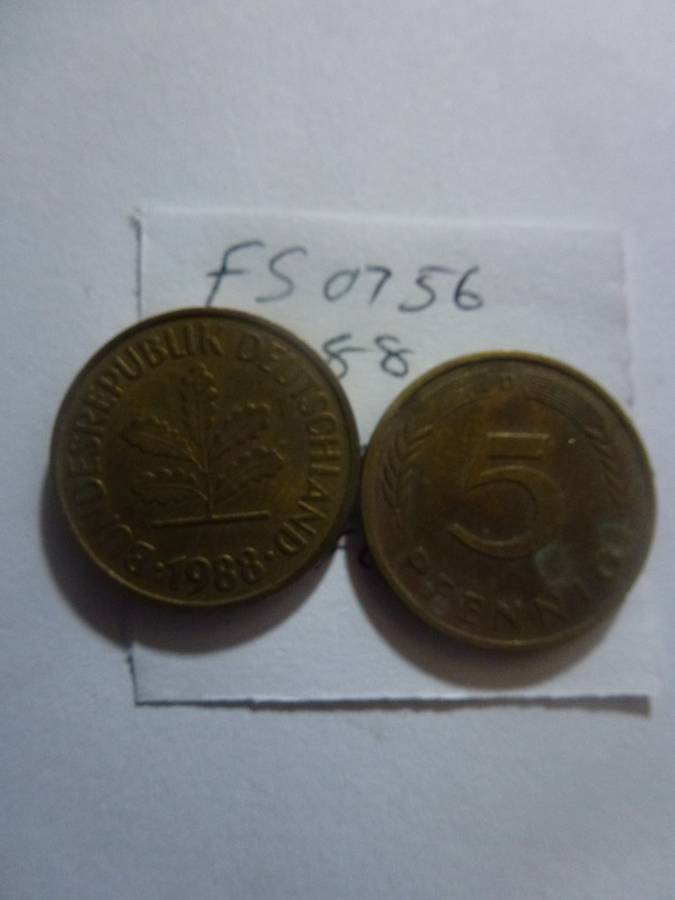 FS 0756
88
BUNDESREPUBLIK DEUTSCHLAND
· 1988 ·
D
5
PFENNIG